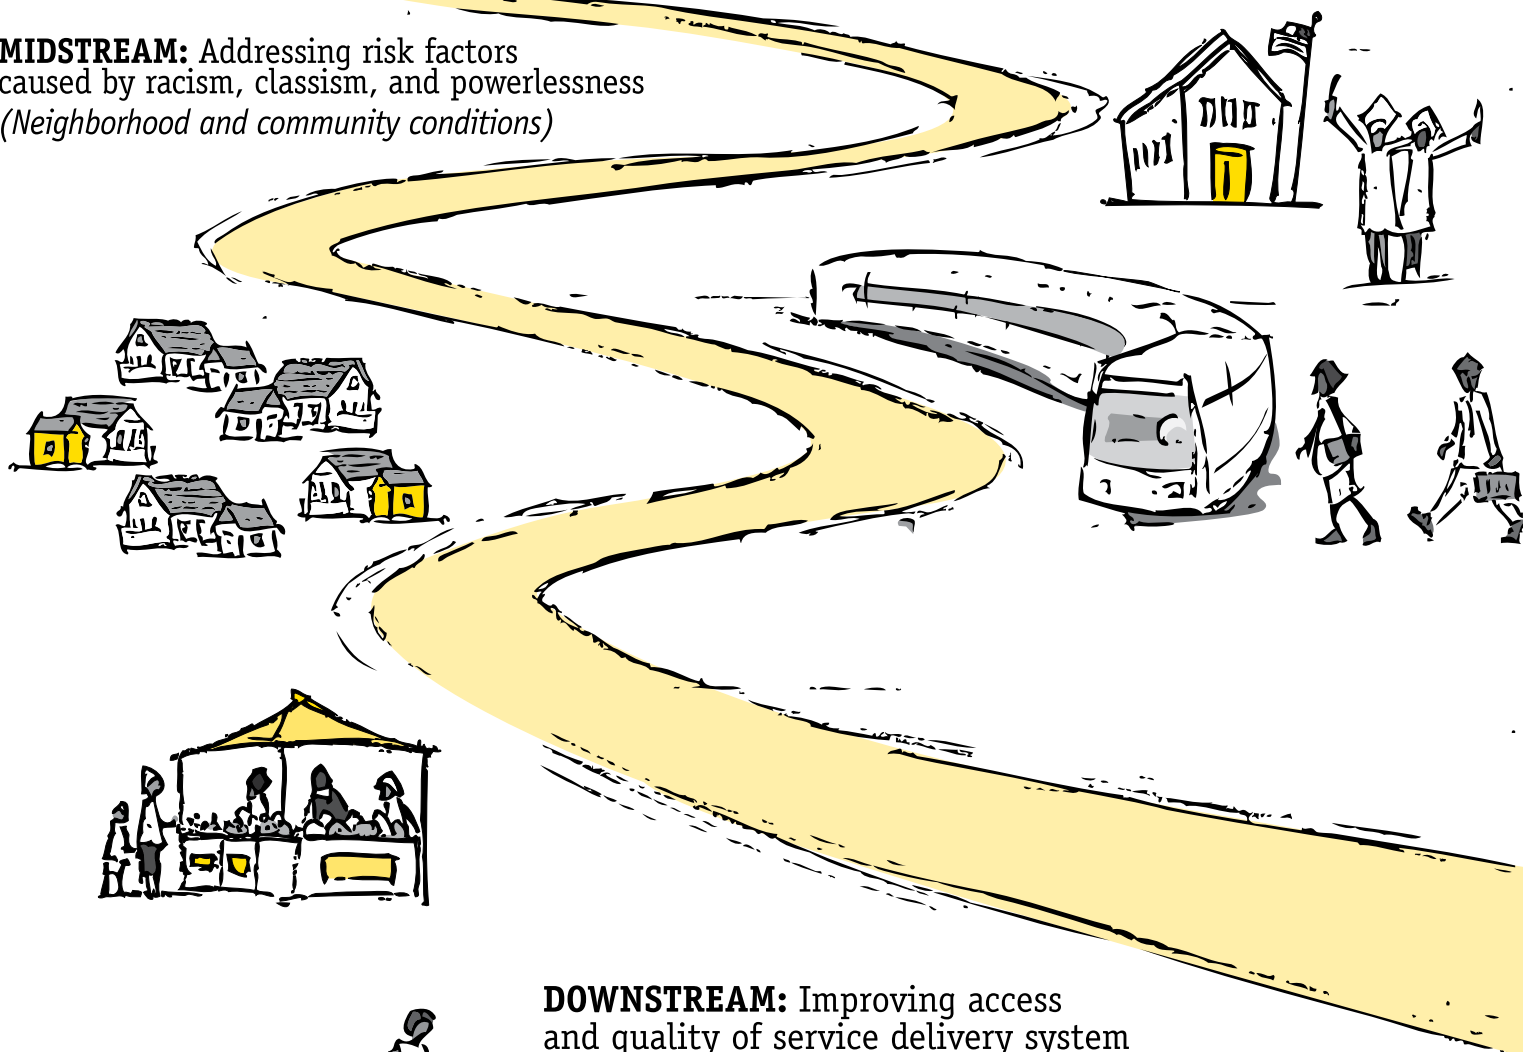 MIDSTREAM: Addressing risk factors
caused by racism, classism, and powerlessness
(Neighborhood and community conditions)
DOWNSTREAM: Improving access
and quality of service delivery system